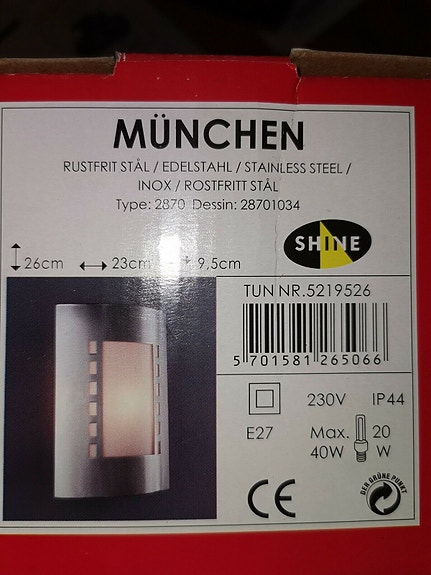 MÜNCHEN
RUSTFRIT STÅL / EDELSTAHL / STAINLESS STEEL /
INOX / ROSTFRITT STÅL
Type: 2870 Dessin: 28701034
SHINE
26cm 23cm 9,5cm
TUN NR.5219526
5 701581 265066
230V IP44
E27 Max. 20
40W W
CE
DER GRÜNE PUNKT